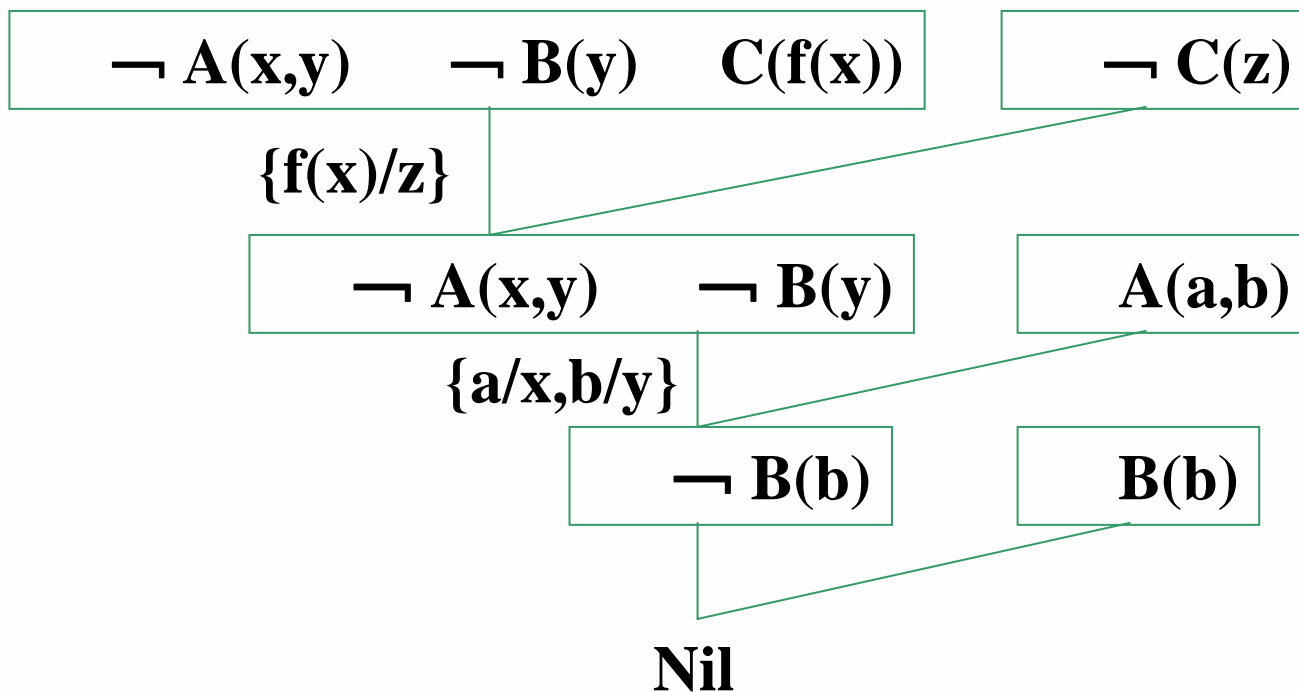 ¬ A(x,y) ¬ B(y) C(f(x)) ¬ C(z)
{f(x)/z}
¬ A(x,y) ¬ B(y) A(a,b)
{a/x,b/y}
¬ B(b) B(b)
Nil